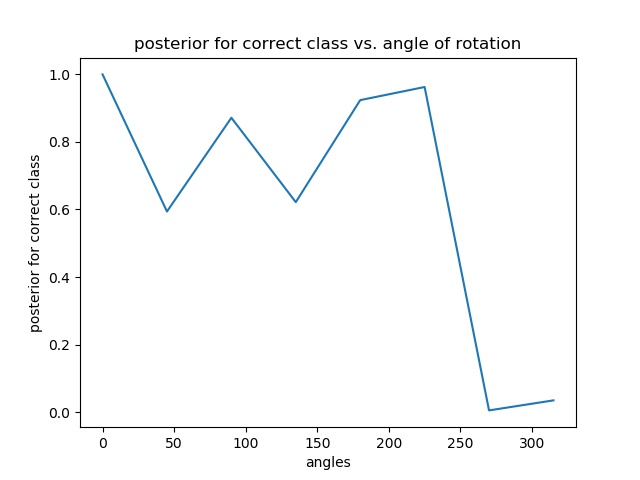 posterior for correct class vs. angle of rotation
1.0
0.8
0.6
0.4
0.2
0.0
posterior for correct class
0 50 100 150 200 250 300
angles